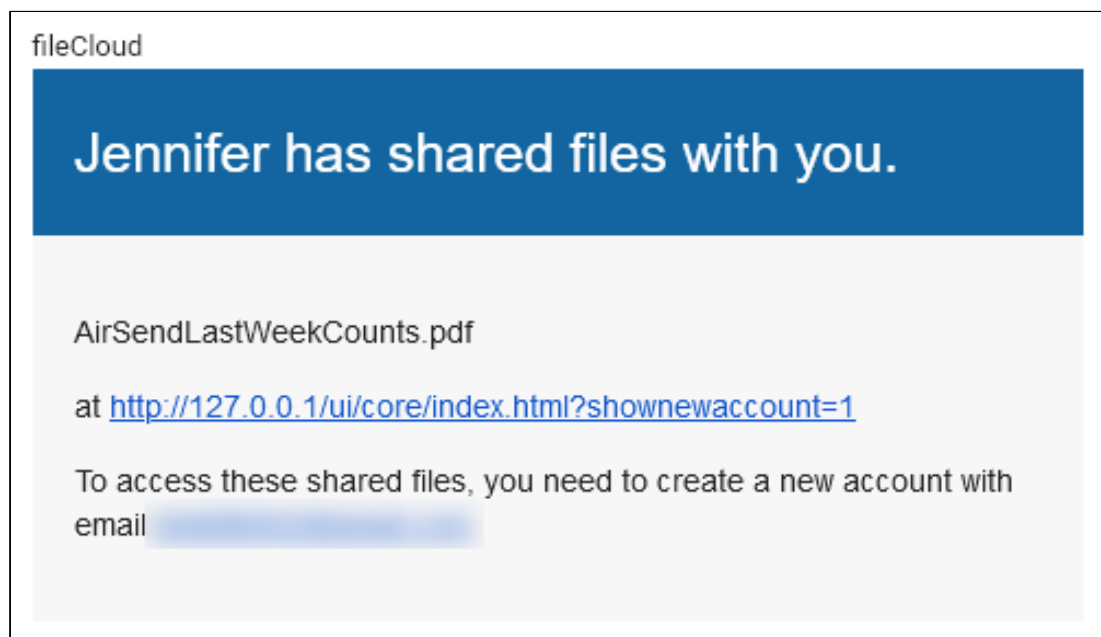 fileCloud
Jennifer has shared files with you.
AirSendLastWeekCounts.pdf
at http://127.0.0.1/ui/core/index.html?shownewaccount=1
To access these shared files, you need to create a new account with
email